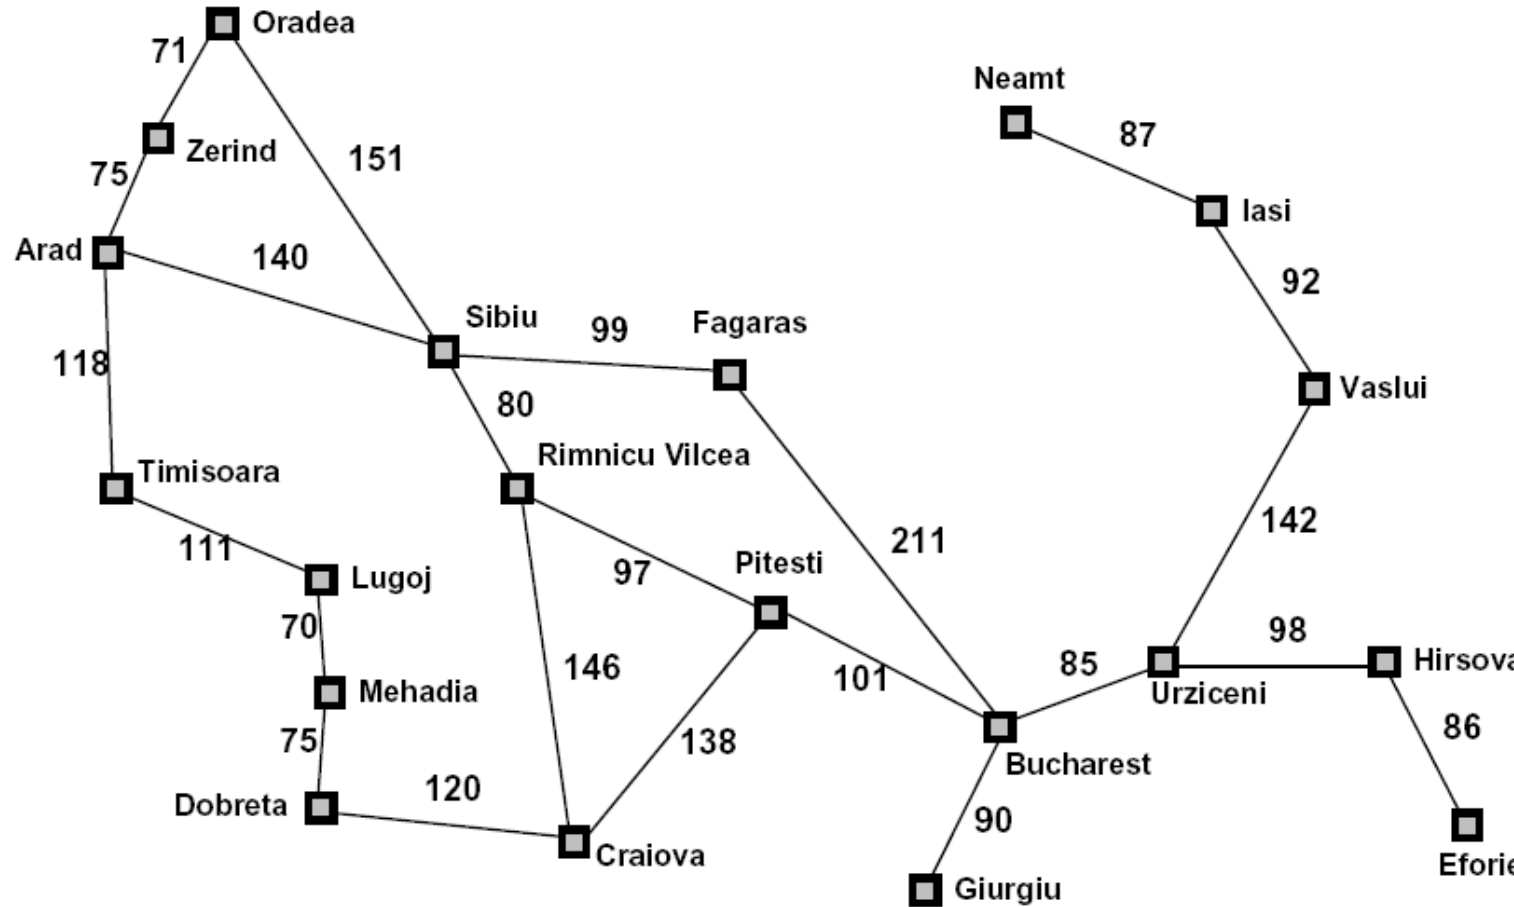 Oradea
71
Neamt
87
Zerind
151
75
Iasi
Arad
140
92
Sibiu
99
Fagaras
118
Vaslui
80
Rimnicu Vilcea
Timisoara
142
211
111
Pitesti
97
Lugoj
70
98
146
85
Hirsova
101
Urziceni
Mehadia
75
138
86
Bucharest
120
Dobreta
90
Craiova
Eforie
Giurgiu